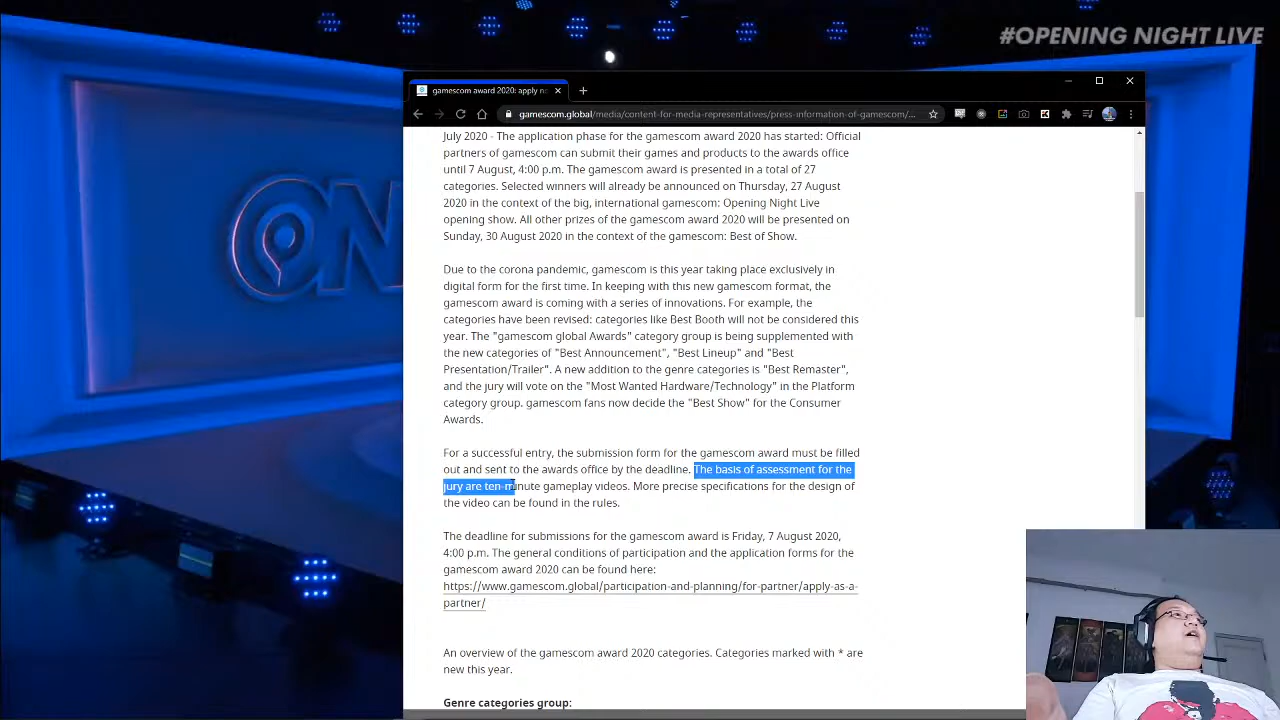 #OPENING NIGHT LIVE
gamescom award 2020: apply n
gamescom.global/media/content-for-media-representatives/press-information-of-gamescom/...
ON
July 2020 - The application phase for the gamescom award 2020 has started: Official
partners of gamescom can submit their games and products to the awards office
until 7 August, 4:00 p.m. The gamescom award is presented in a total of 27
categories. Selected winners will already be announced on Thursday, 27 August
2020 in the context of the big, international gamescom: Opening Night Live
opening show. All other prizes of the gamescom award 2020 will be presented on
Sunday, 30 August 2020 in the context of the gamescom: Best of Show.
Due to the corona pandemic, gamescom is this year taking place exclusively in
digital form for the first time. In keeping with this new gamescom format, the
gamescom award is coming with a series of innovations. For example, the
categories have been revised: categories like Best Booth will not be considered this
year. The "gamescom global Awards" category group is being supplemented with
the new categories of "Best Announcement", "Best Lineup" and "Best
Presentation/Trailer". A new addition to the genre categories is "Best Remaster",
and the jury will vote on the "Most Wanted Hardware/Technology" in the Platform
category group. gamescom fans now decide the "Best Show" for the Consumer
Awards.
For a successful entry, the submission form for the gamescom award must be filled
out and sent to the awards office by the deadline. The basis of assessment for the
jury are ten-minute gameplay videos. More precise specifications for the design of
the video can be found in the rules.
The deadline for submissions for the gamescom award is Friday, 7 August 2020,
4:00 p.m. The general conditions of participation and the application forms for the
gamescom award 2020 can be found here:
https://www.gamescom.global/participation-and-planning/for-partner/apply-as-a-
partner/
An overview of the gamescom award 2020 categories. Categories marked with * are
new this year.
Genre categories group: